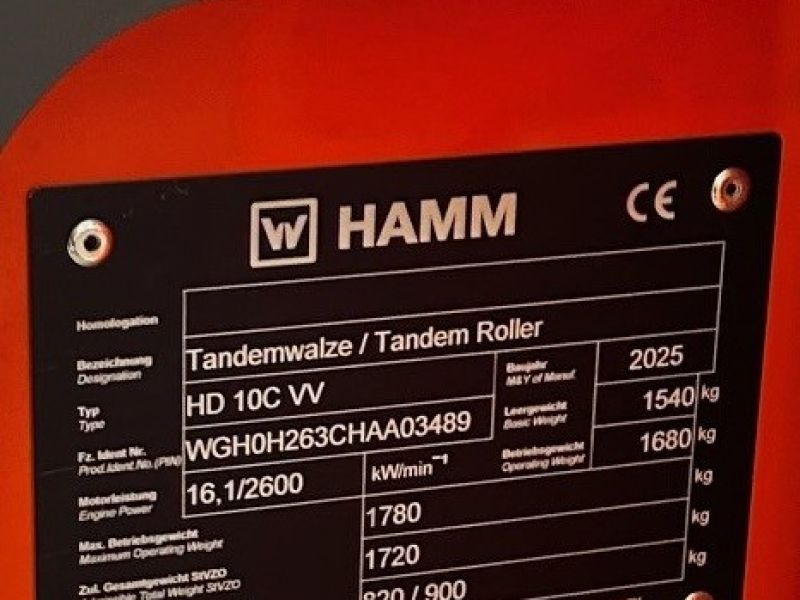 W HAMM CE
Homologation
Bezeichnung
Designation
Tandemwalze / Tandem Roller
Typ
Type
HD 10C VV
Baujahr
M&Y of Manuf.
2025
Fz. Ident Nr.
Prod.Ident.No.(PIN)
WGH0H263CHAA03489
Leergewicht
Basic Weight
1540 kg
Motorleistung
Engine Power
16,1/2600 kW/min⁻¹
Betriebsgewicht
Operating Weight
1680 kg
Max. Betriebsgewicht
Maximum Operating Weight
1780 kg
Zul. Gesamtgewicht StVZO
Total Weight StVZO
1720 kg
820 / 900 kg